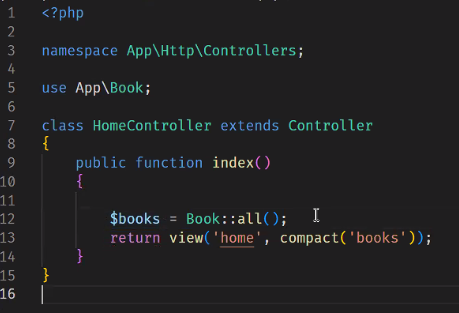 1 <?php
2
3 namespace App\Http\Controllers;
4
5 use App\Book;
6
7 class HomeController extends Controller
8 {
9     public function index()
10     {
11
12         $books = Book::all();
13         return view('home', compact('books'));
14     }
15 }
16